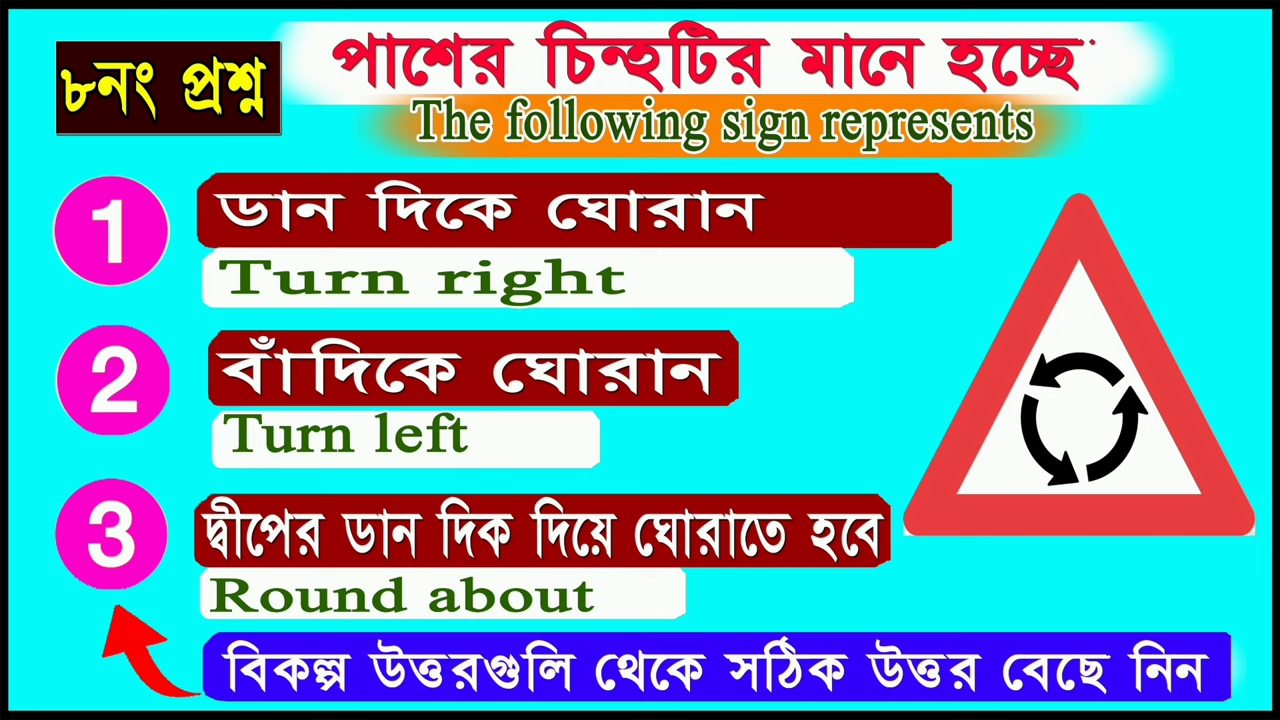 ৮নং প্রশ্ন
পাশের চিন্হটির মানে হচ্ছে
The following sign represents
1
ডান দিকে ঘোরান
Turn right
2
বাঁদিকে ঘোরান
Turn left
3
দ্বীপের ডান দিক দিয়ে ঘোরাতে হবে
Round about
বিকল্প উত্তরগুলি থেকে সঠিক উত্তর বেছে নিন